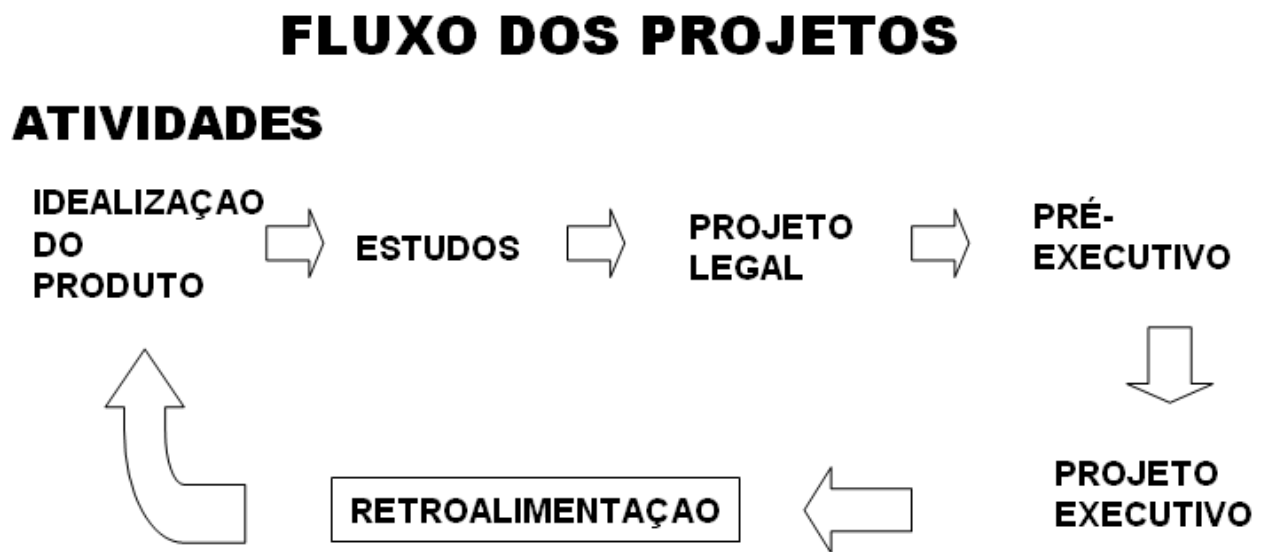 FLUXO DOS PROJETOS
ATIVIDADES
IDEALIZAÇAO
DO
PRODUTO
ESTUDOS
PROJETO
LEGAL
PRÉ-
EXECUTIVO
PROJETO
EXECUTIVO
RETROALIMENTAÇAO